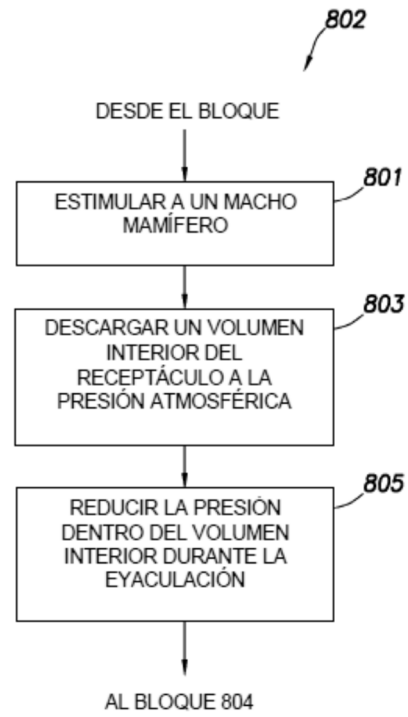 802
DESDE EL BLOQUE
801
ESTIMULAR A UN MACHO
MAMÍFERO
803
DESCARGAR UN VOLUMEN
INTERIOR DEL
RECEPTÁCULO A LA
PRESIÓN ATMOSFÉRICA
805
REDUCIR LA PRESIÓN
DENTRO DEL VOLUMEN
INTERIOR DURANTE LA
EYACULACIÓN
AL BLOQUE 804